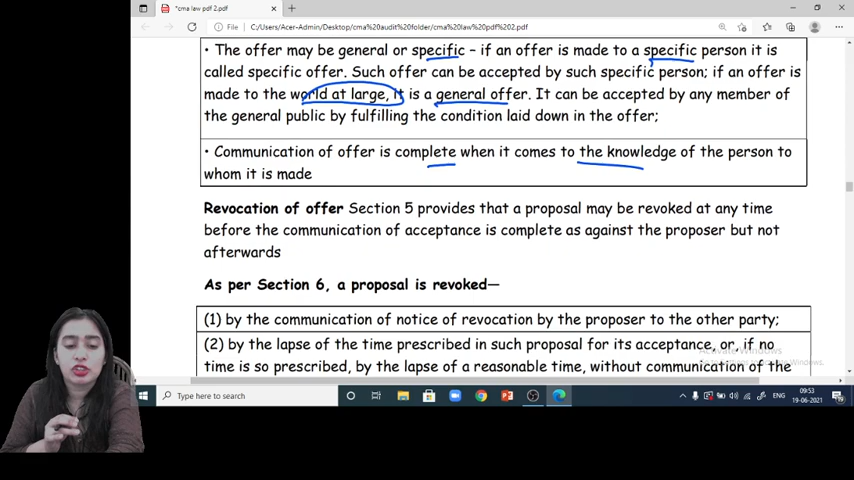 *cma law pdf 2.pdf
File | C:/Users/Acer-Admin/Desktop/cma%20audit%20folder/cma%20law%20pdf%202.pdf
• The offer may be general or specific – if an offer is made to a specific person it is
called specific offer. Such offer can be accepted by such specific person; if an offer is
made to the world at large, it is a general offer. It can be accepted by any member of
the general public by fulfilling the condition laid down in the offer;
• Communication of offer is complete when it comes to the knowledge of the person to
whom it is made
Revocation of offer Section 5 provides that a proposal may be revoked at any time
before the communication of acceptance is complete as against the proposer but not
afterwards
As per Section 6, a proposal is revoked—
(1) by the communication of notice of revocation by the proposer to the other party;
(2) by the lapse of the time prescribed in such proposal for its acceptance, or, if no
time is so prescribed, by the lapse of a reasonable time, without communication of the
Activate Windows
Type here to search
ENG
09:53
19-06-2021